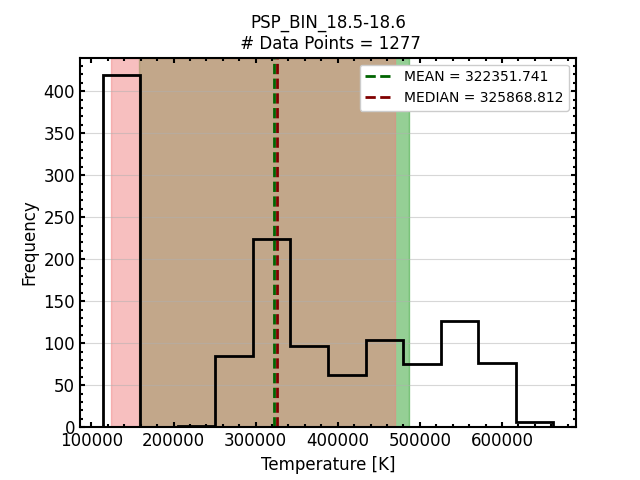 PSP_BIN_18.5-18.6
# Data Points = 1277
MEAN = 322351.741
MEDIAN = 325868.812
Frequency
400
350
300
250
200
150
100
50
0
100000 200000 300000 400000 500000 600000
Temperature [K]